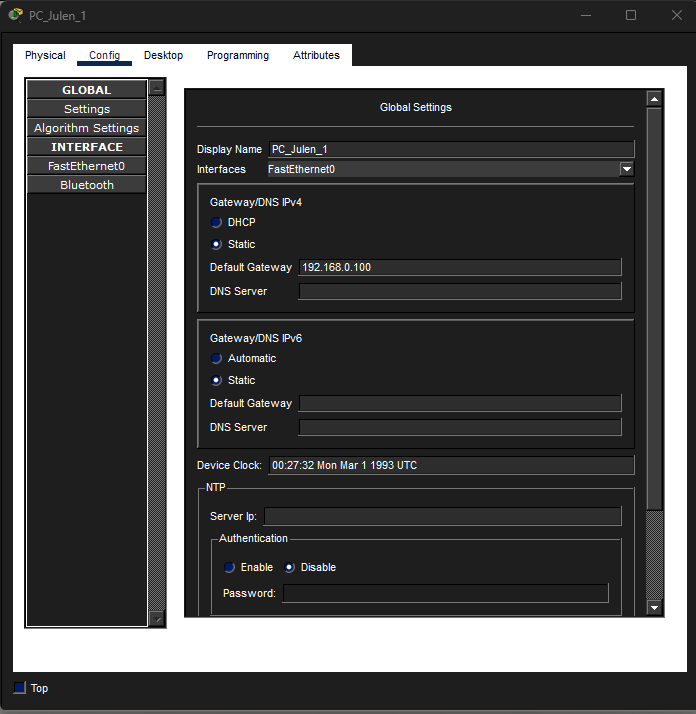 PC_Julen_1
Physical Config Desktop Programming Attributes
GLOBAL
Settings
Algorithm Settings
INTERFACE
FastEthernet0
Bluetooth
Global Settings
Display Name PC_Julen_1
Interfaces FastEthernet0
Gateway/DNS IPv4
DHCP
Static
Default Gateway 192.168.0.100
DNS Server
Gateway/DNS IPv6
Automatic
Static
Default Gateway
DNS Server
Device Clock: 00:27:32 Mon Mar 1 1993 UTC
NTP
Server Ip:
Authentication
Enable Disable
Password:
Top